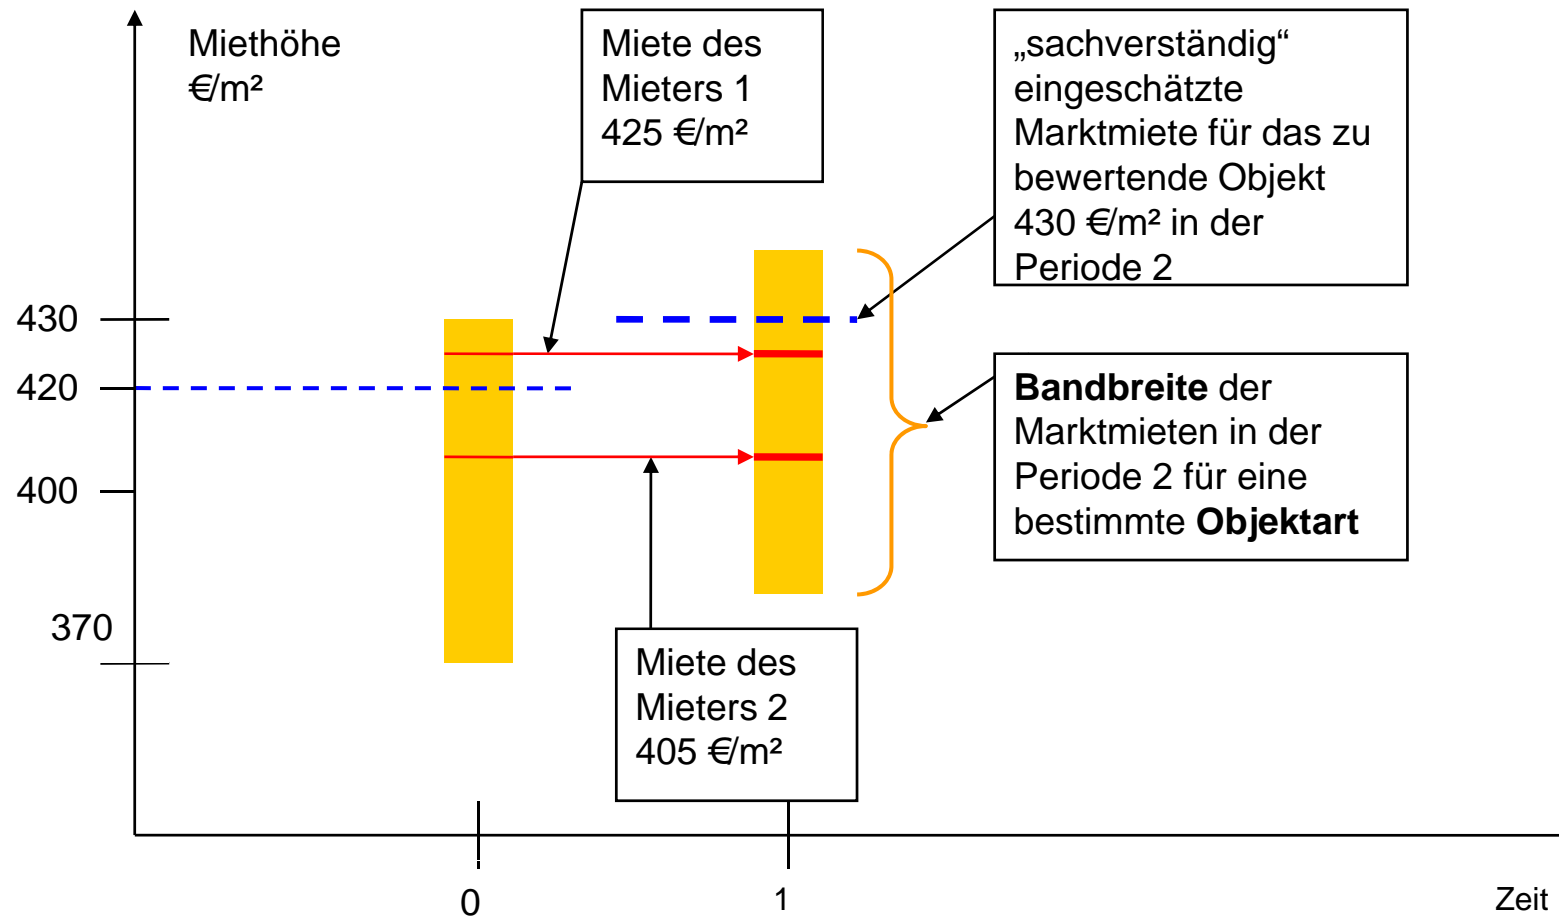 Miethöhe
€/m²
Miete des
Mieters 1
425 €/m²
„sachverständig“
eingeschätzte
Marktmiete für das zu
bewertende Objekt
430 €/m² in der
Periode 2
430
420
400
370
Bandbreite der
Marktmieten in der
Periode 2 für eine
bestimmte Objektart
Miete des
Mieters 2
405 €/m²
0
1
Zeit